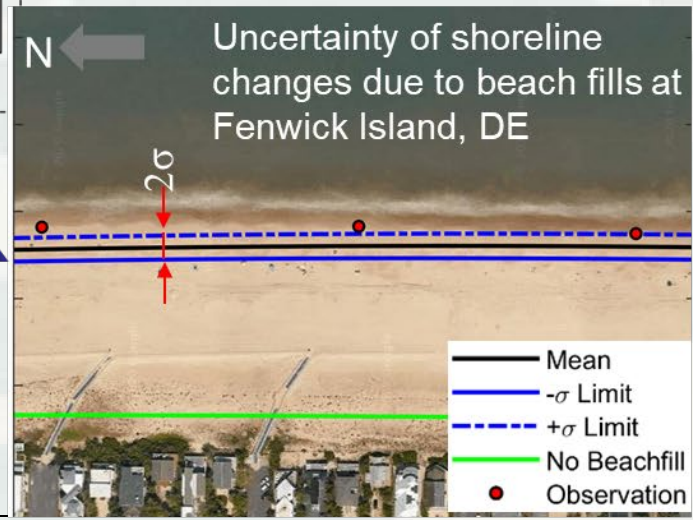 N
Uncertainty of shoreline
changes due to beach fills at
Fenwick Island, DE
2σ
Mean
-σ Limit
+σ Limit
No Beachfill
Observation